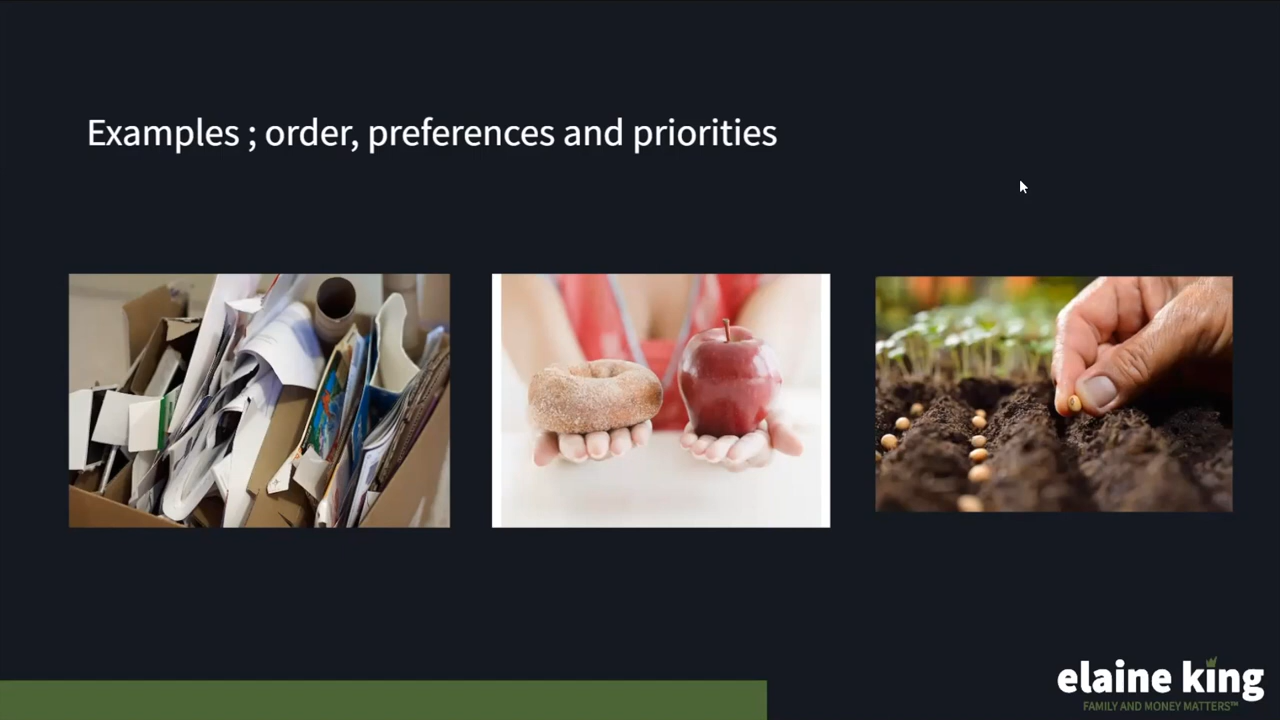 Examples ; order, preferences and priorities
elaine king
FAMILY AND MONEY MATTERS™